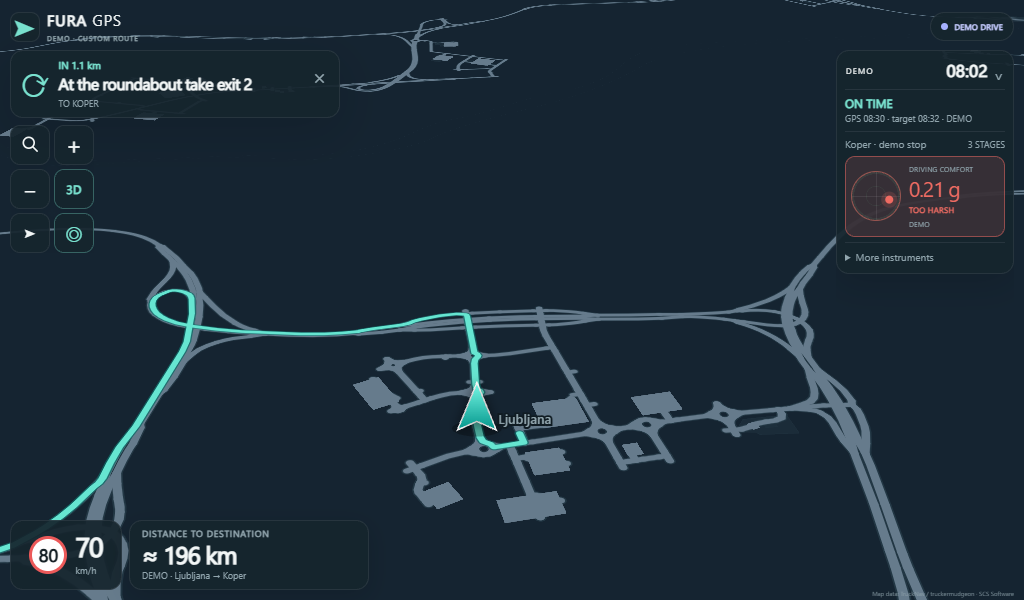 FURA GPS
DEMO · CUSTOM ROUTE
IN 1.1 km
At the roundabout take exit 2
TO KOPER
3D
DEMO DRIVE
DEMO
08:02
ON TIME
GPS 08:30 · target 08:32 · DEMO
Koper · demo stop
3 STAGES
DRIVING COMFORT
0.21 g
TOO HARSH
DEMO
More instruments
Ljubljana
80
70
km/h
DISTANCE TO DESTINATION
≈ 196 km
DEMO · Ljubljana → Koper
/ truckermudgeon · SCS Software